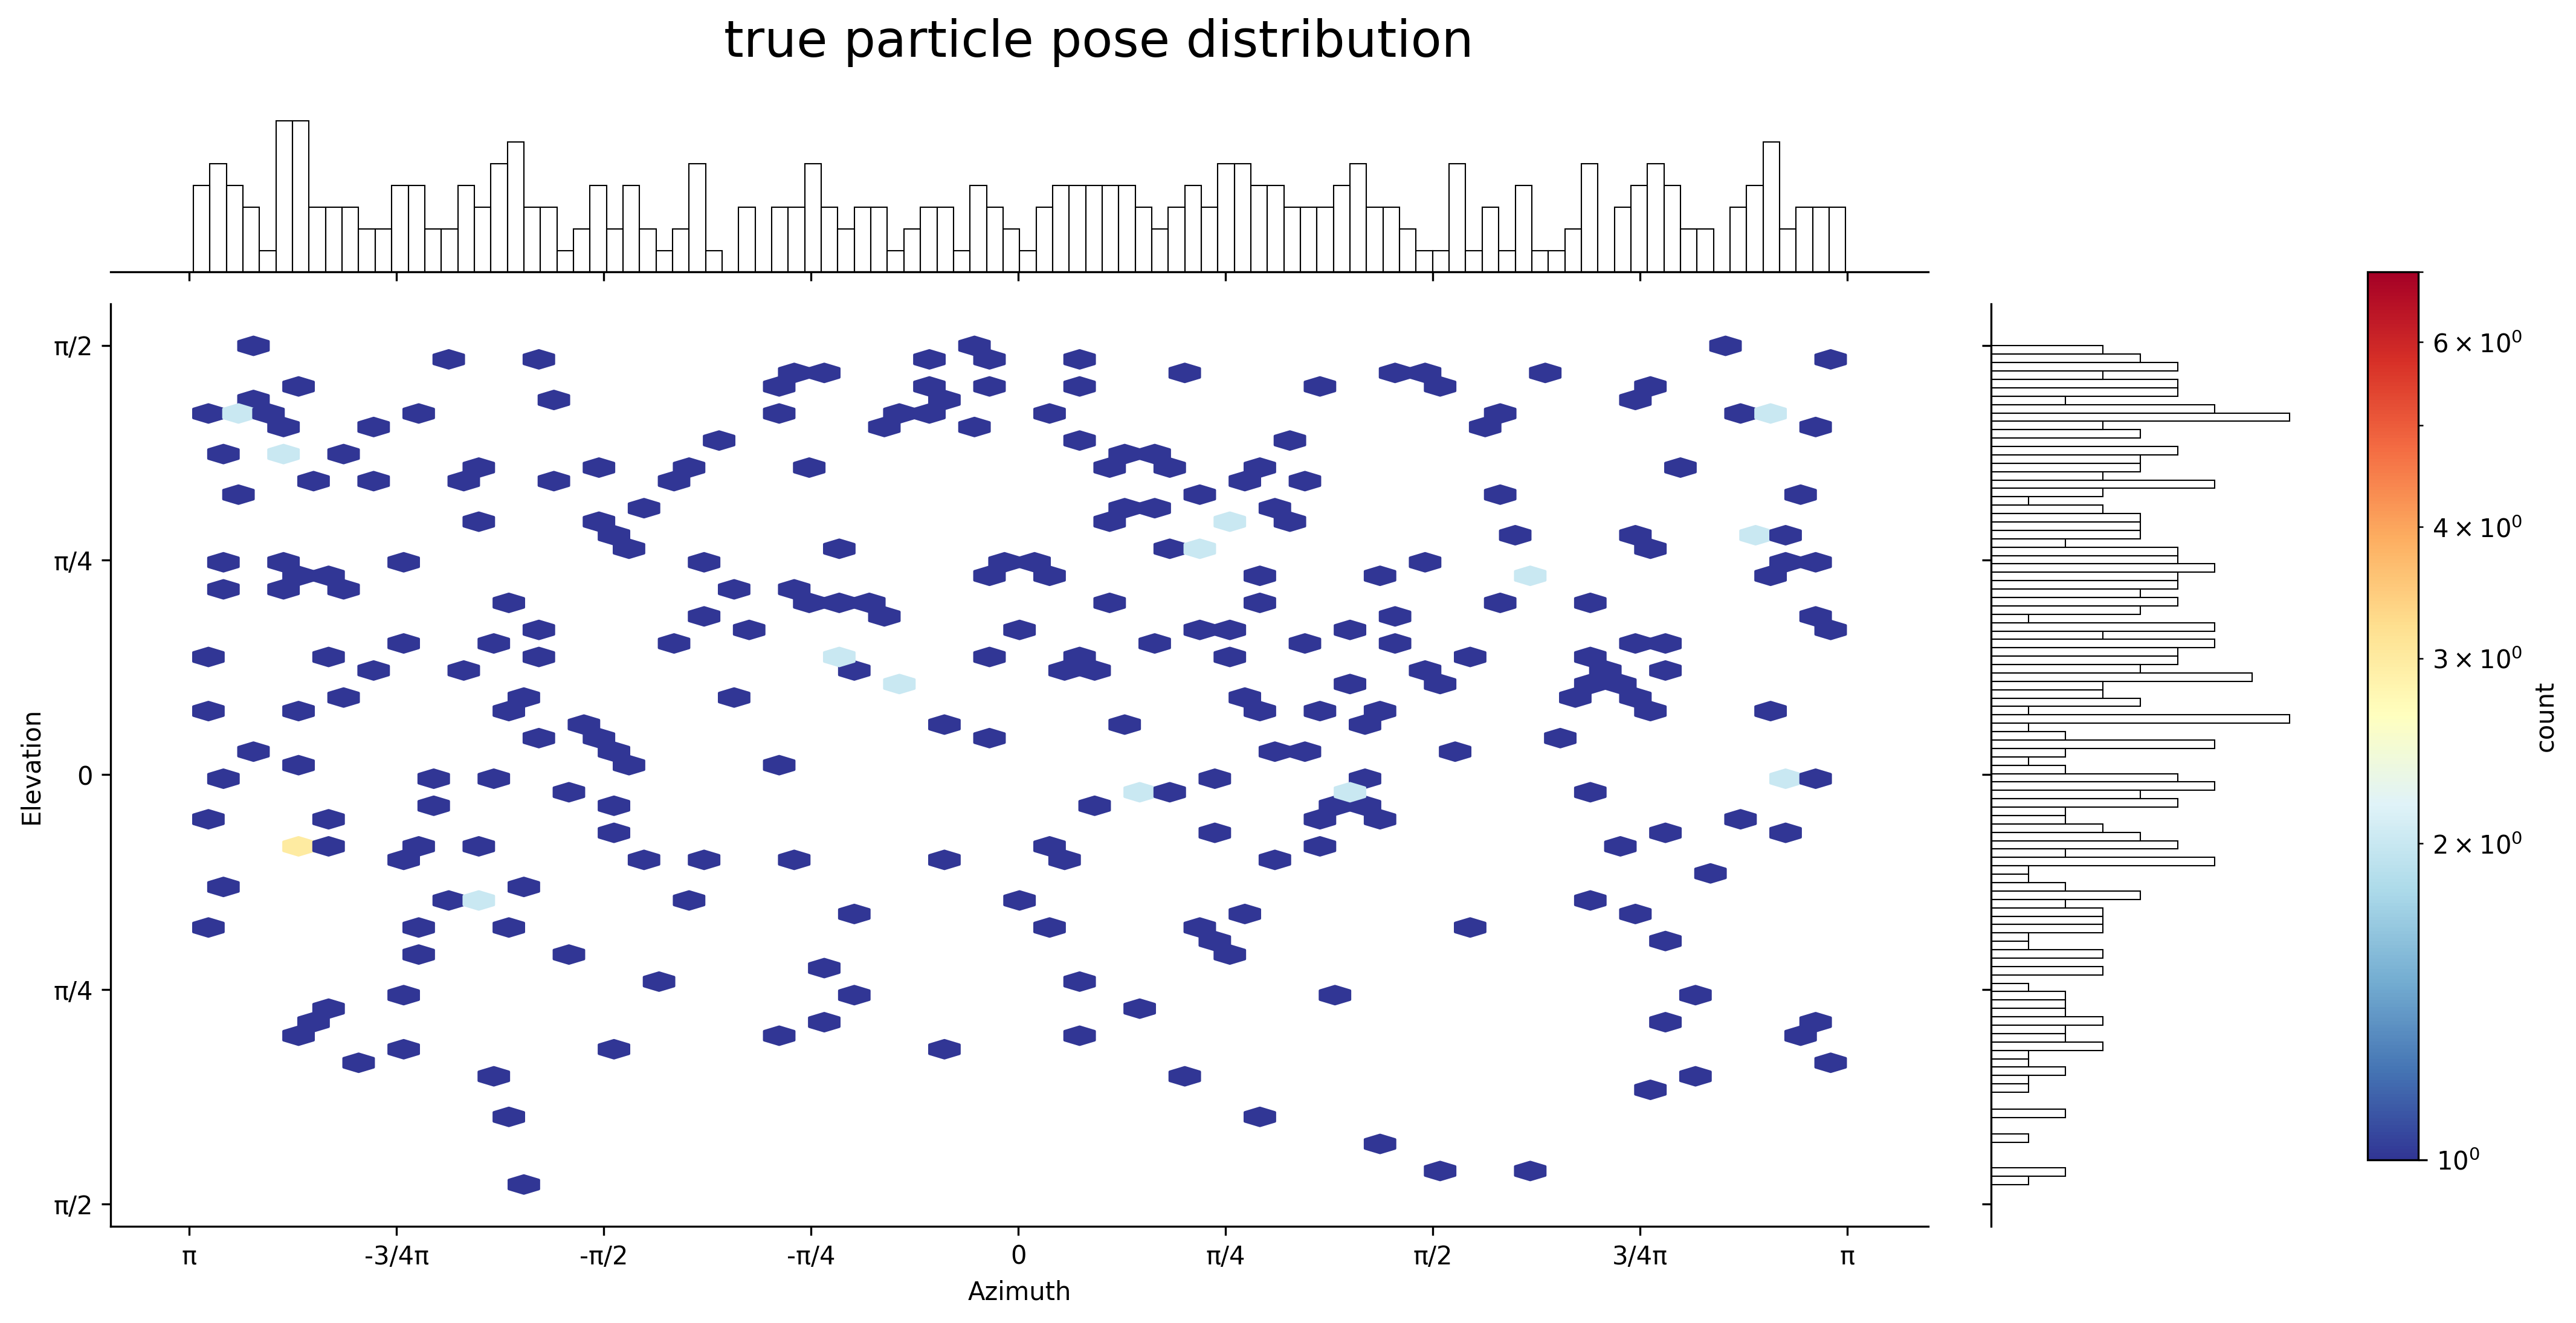 true particle pose distribution
π/2
π/4
0
π/4
π/2
Elevation
π
-3/4π
-π/2
-π/4
0
π/4
π/2
3/4π
π
Azimuth
6 × 10⁰
4 × 10⁰
3 × 10⁰
2 × 10⁰
10⁰
count